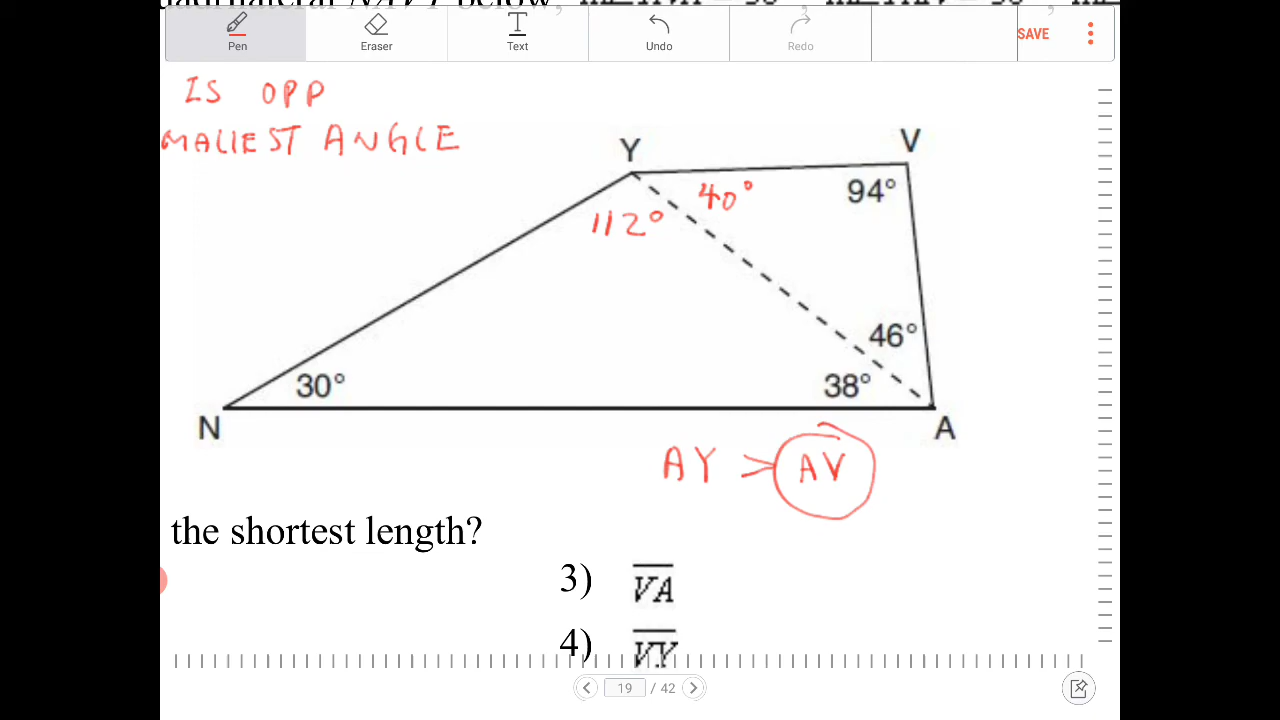 Pen Eraser Text Undo Redo SAVE
IS OPP
MALLEST ANGLE
Y V
40° 94°
112°
46°
30° 38°
N A
AY > AV
the shortest length?
3) VA
4) VY
19 / 42